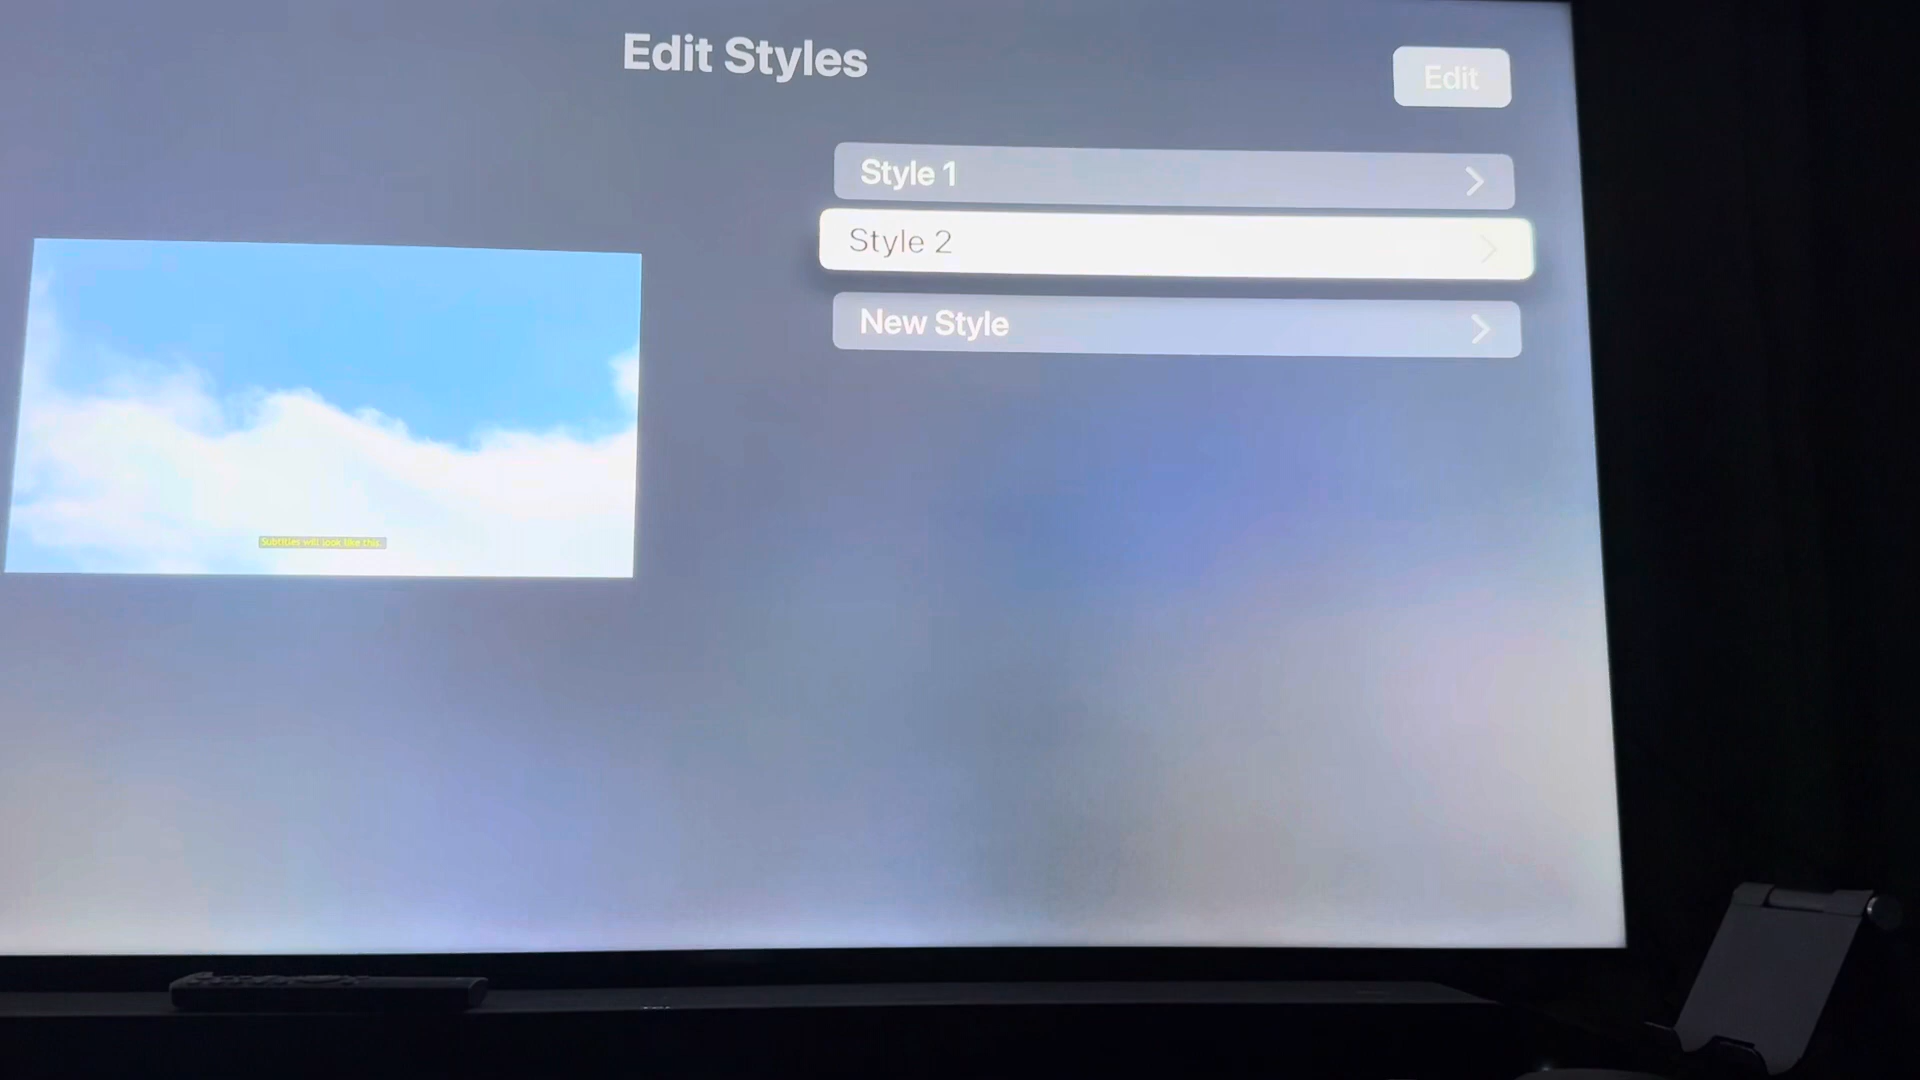 Edit Styles
Edit
Style 1
Style 2
New Style
Subtitles will look like this.